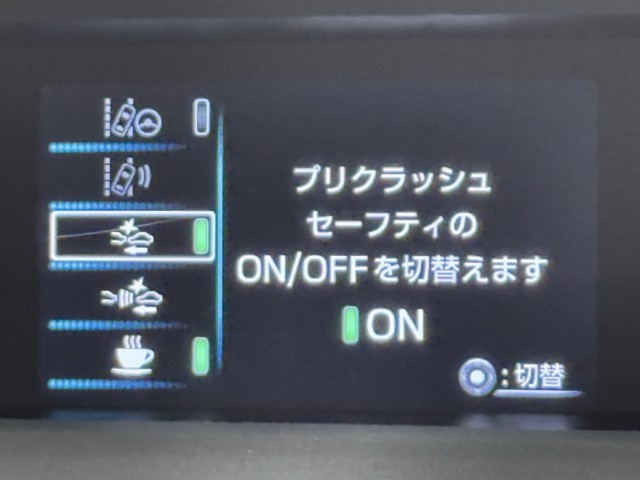 プリクラッシュ
セーフティの
ON/OFFを切替えます
ON
:切替